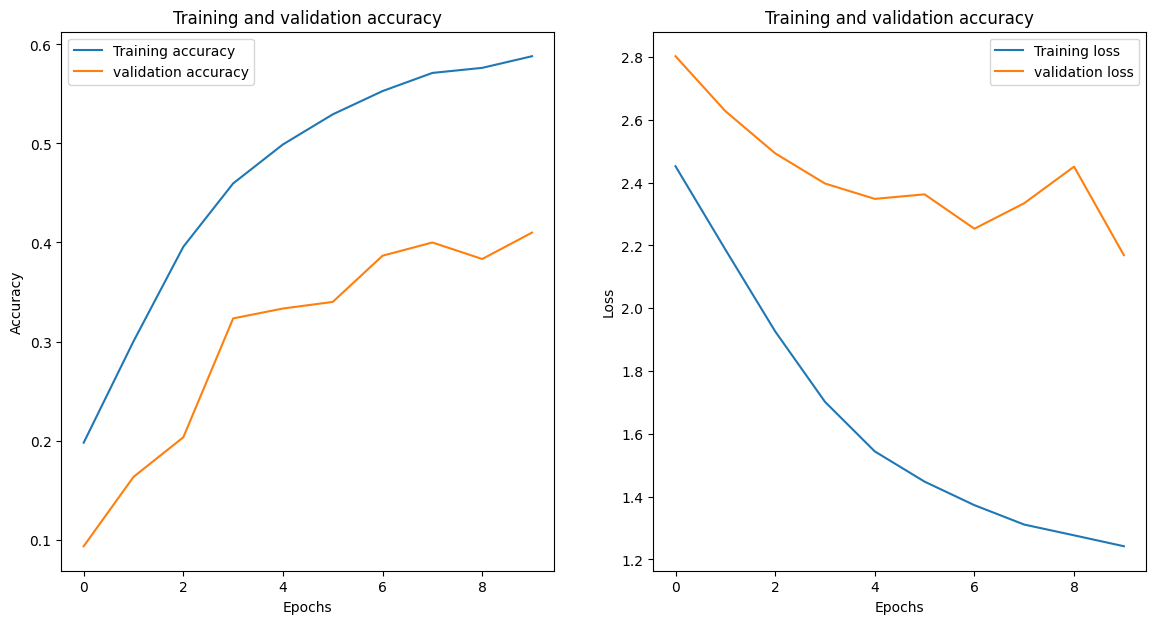 Training and validation accuracy
Training accuracy
validation accuracy
0.6
0.5
0.4
0.3
0.2
0.1
Accuracy
0 2 4 6 8
Epochs
Training and validation accuracy
Training loss
validation loss
2.8
2.6
2.4
2.2
2.0
1.8
1.6
1.4
1.2
Loss
0 2 4 6 8
Epochs